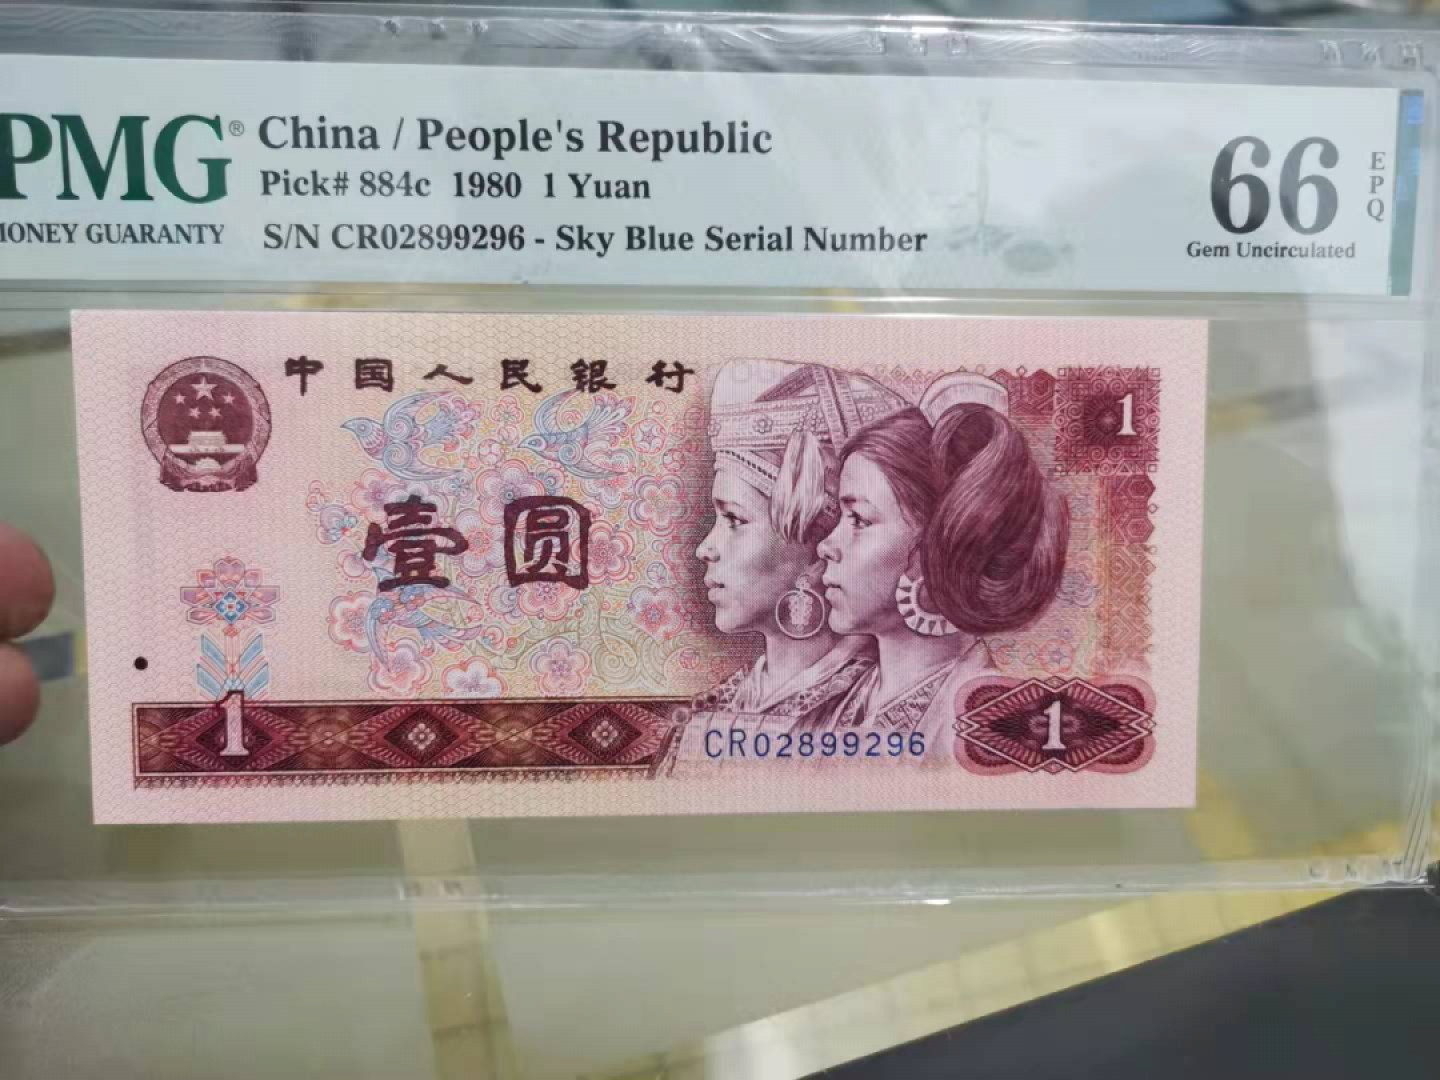 PMG® China / People's Republic
Pick# 884c 1980 1 Yuan
MONEY GUARANTY
S/N CR02899296 - Sky Blue Serial Number
66 EPQ
Gem Uncirculated
中国人民银行
1
壹圆
1
CR02899296
1